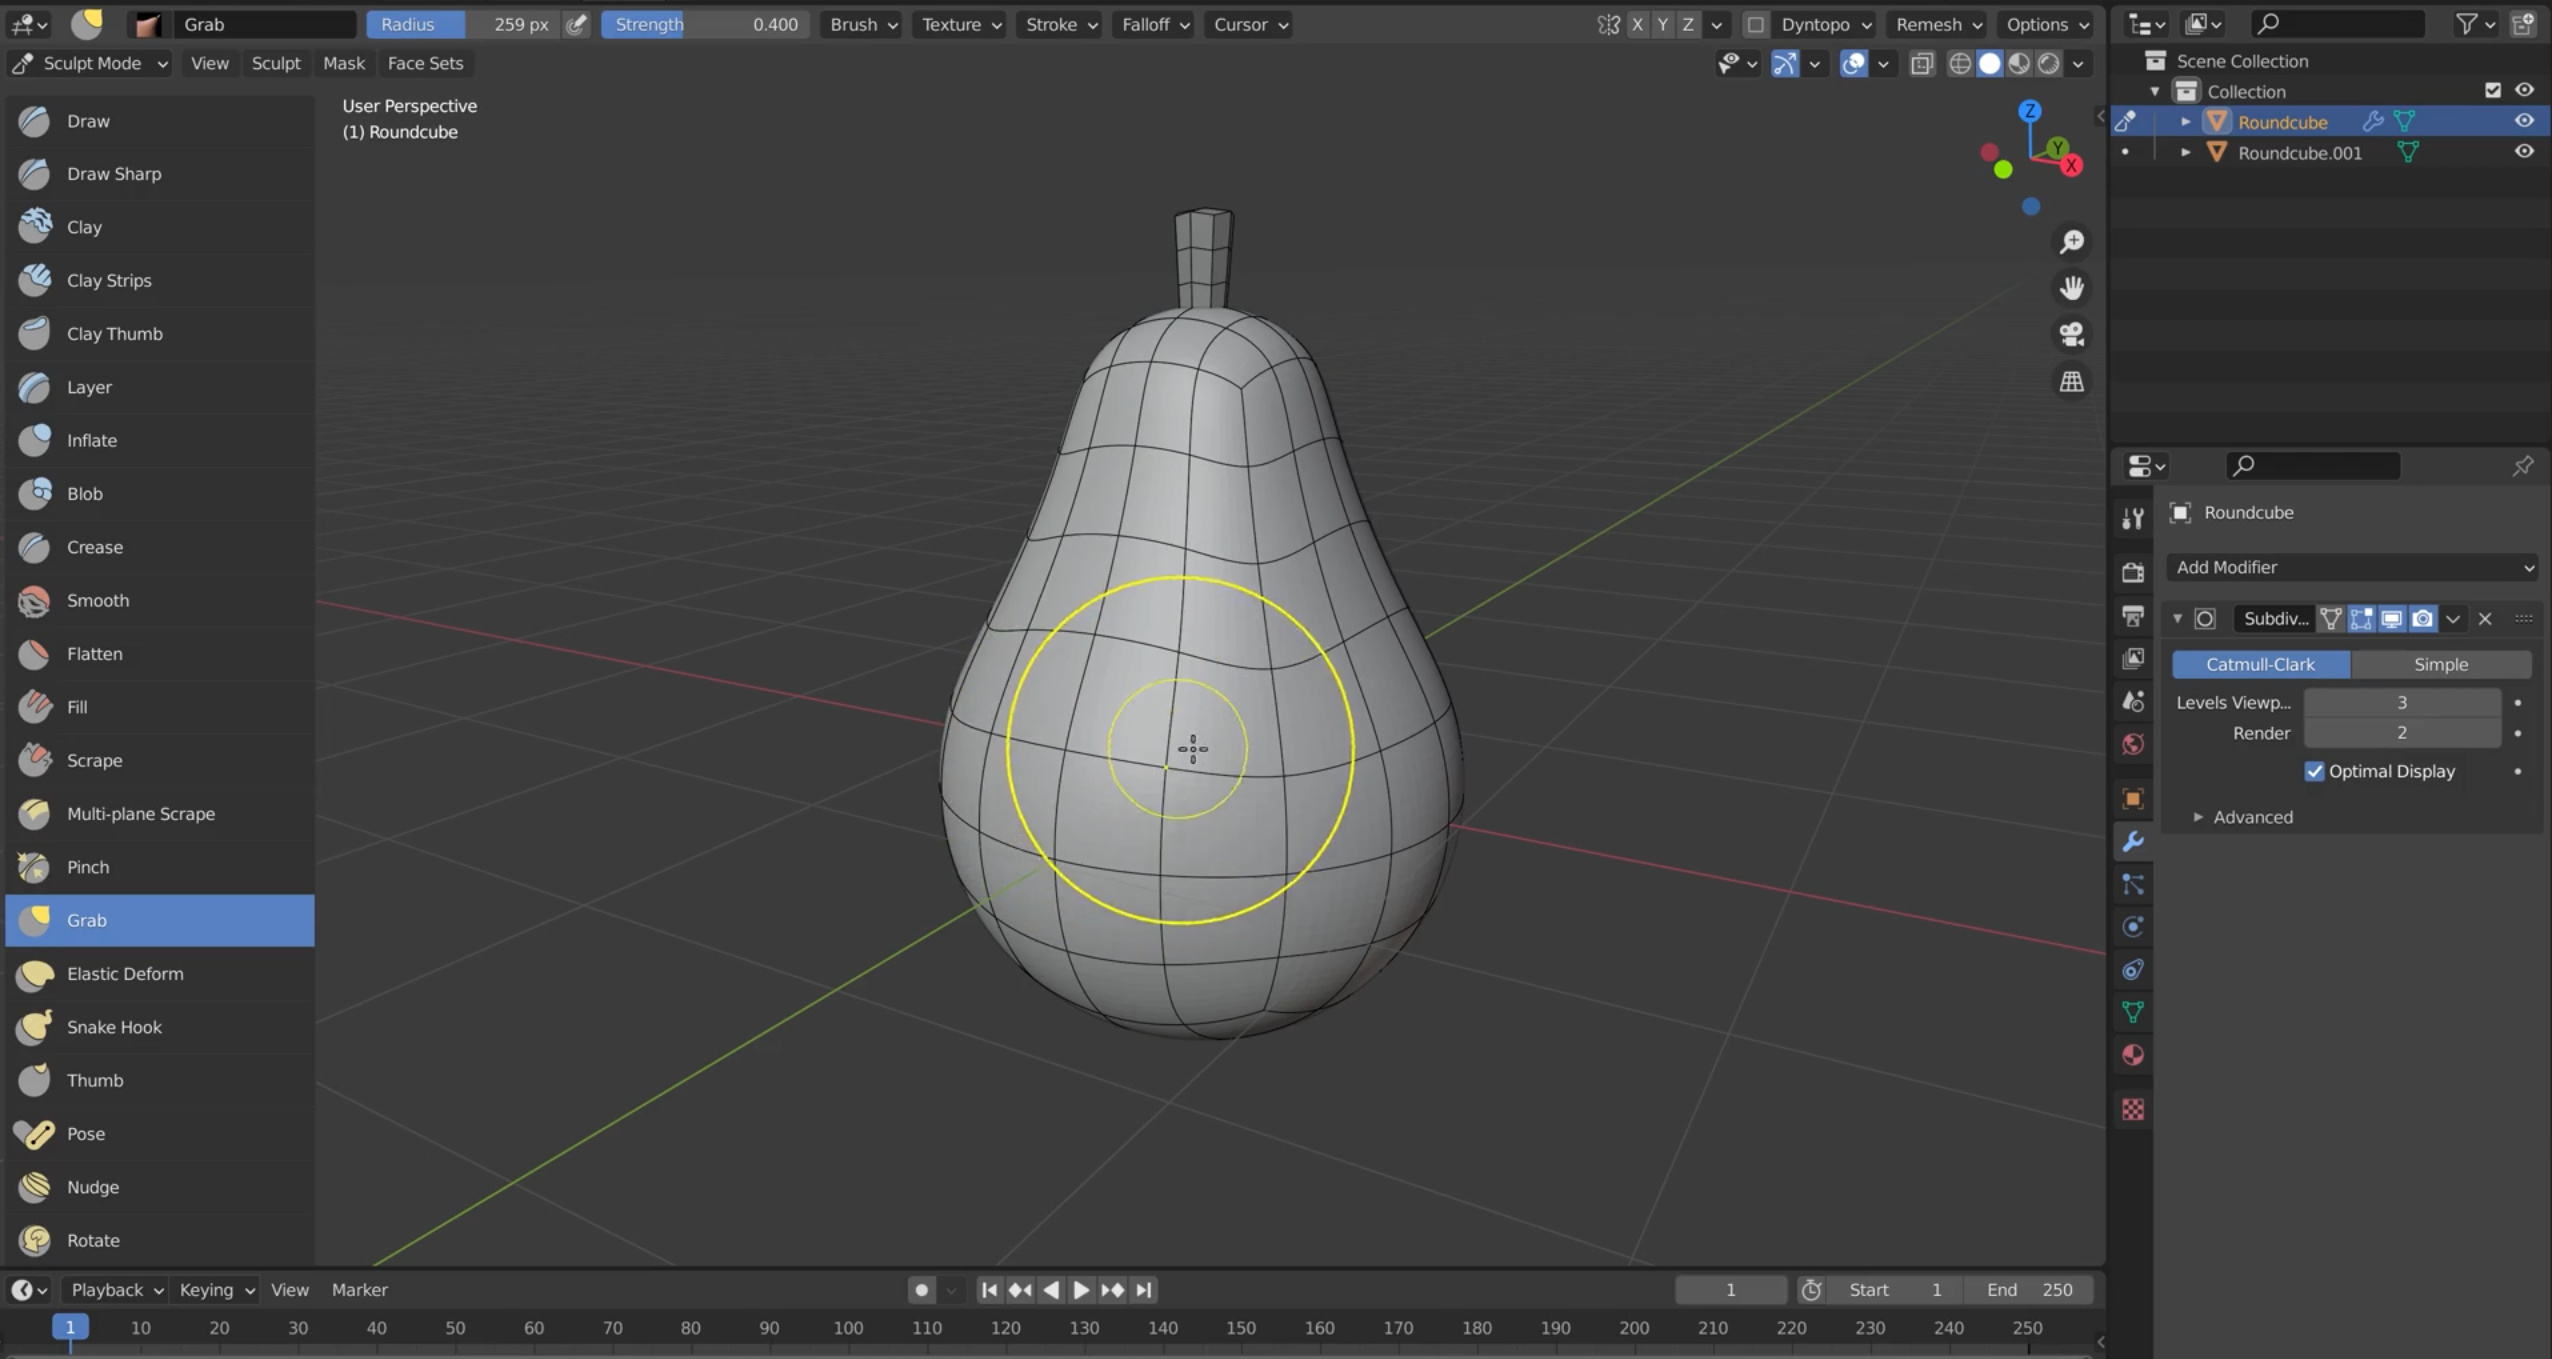 Grab Radius 259 px Strength 0.400 Brush Texture Stroke Falloff Cursor X Y Z Dyntopo Remesh Options
Sculpt Mode View Sculpt Mask Face Sets
User Perspective
(1) Roundcube
Draw
Draw Sharp
Clay
Clay Strips
Clay Thumb
Layer
Inflate
Blob
Crease
Smooth
Flatten
Fill
Scrape
Multi-plane Scrape
Pinch
Grab
Elastic Deform
Snake Hook
Thumb
Pose
Nudge
Rotate
Z
Y
X
Scene Collection
Collection
Roundcube
Roundcube.001
Roundcube
Add Modifier
Subdiv...
Catmull-Clark Simple
Levels Viewp... 3
Render 2
Optimal Display
Advanced
Playback Keying View Marker 1 Start 1 End 250
1 10 20 30 40 50 60 70 80 90 100 110 120 130 140 150 160 170 180 190 200 210 220 230 240 250